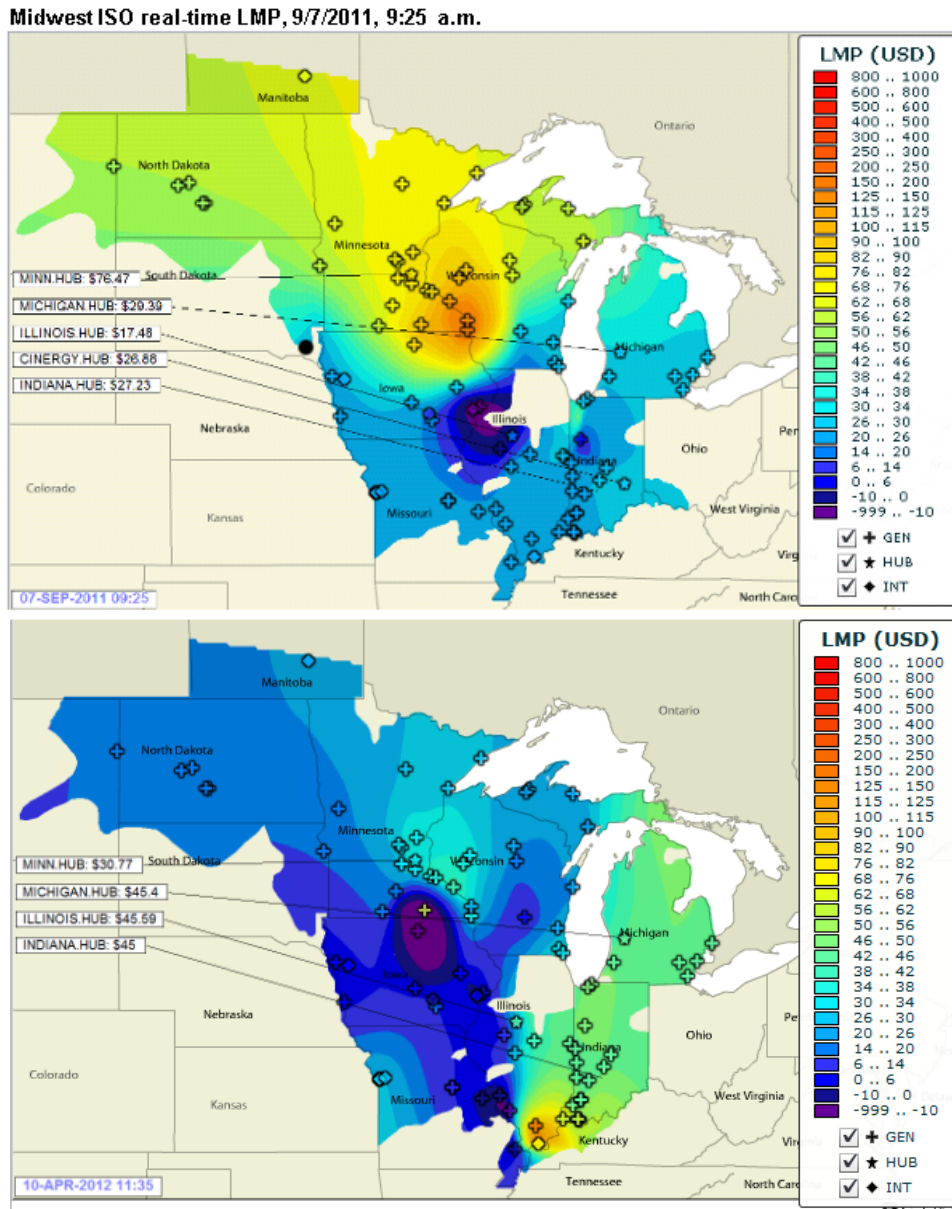 Midwest ISO real-time LMP, 9/7/2011, 9:25 a.m.
LMP (USD)
800 .. 1000
600 .. 800
500 .. 600
400 .. 500
300 .. 400
250 .. 300
200 .. 250
150 .. 200
125 .. 150
115 .. 125
100 .. 115
90 .. 100
82 .. 90
76 .. 82
68 .. 76
62 .. 68
56 .. 62
50 .. 56
46 .. 50
42 .. 46
38 .. 42
34 .. 38
30 .. 34
26 .. 30
20 .. 26
14 .. 20
6 .. 14
0 .. 6
-10 .. 0
-999 .. -10
GEN
HUB
INT
Manitoba
Ontario
North Dakota
Minnesota
MINN.HUB: $76.47
South Dakota
Wisconsin
MICHIGAN.HUB: $29.39
ILLINOIS.HUB: $17.48
Michigan
CINERGY.HUB: $26.88
INDIANA.HUB: $27.23
Iowa
Illinois
Nebraska
Ohio
Pen
Indiana
Colorado
Kansas
Missouri
West Virginia
Kentucky
Virg
Tennessee
North Caro
07-SEP-2011 09:25
LMP (USD)
800 .. 1000
600 .. 800
500 .. 600
400 .. 500
300 .. 400
250 .. 300
200 .. 250
150 .. 200
125 .. 150
115 .. 125
100 .. 115
90 .. 100
82 .. 90
76 .. 82
68 .. 76
62 .. 68
56 .. 62
50 .. 56
46 .. 50
42 .. 46
38 .. 42
34 .. 38
30 .. 34
26 .. 30
20 .. 26
14 .. 20
6 .. 14
0 .. 6
-10 .. 0
-999 .. -10
GEN
HUB
INT
Manitoba
Ontario
North Dakota
Minnesota
MINN.HUB: $30.77
South Dakota
Wisconsin
MICHIGAN.HUB: $45.4
ILLINOIS.HUB: $45.59
Michigan
INDIANA.HUB: $45
Iowa
Illinois
Nebraska
Ohio
Pe
Indiana
Colorado
Kansas
Missouri
West Virginia
Kentucky
Tennessee
North Carol
10-APR-2012 11:35